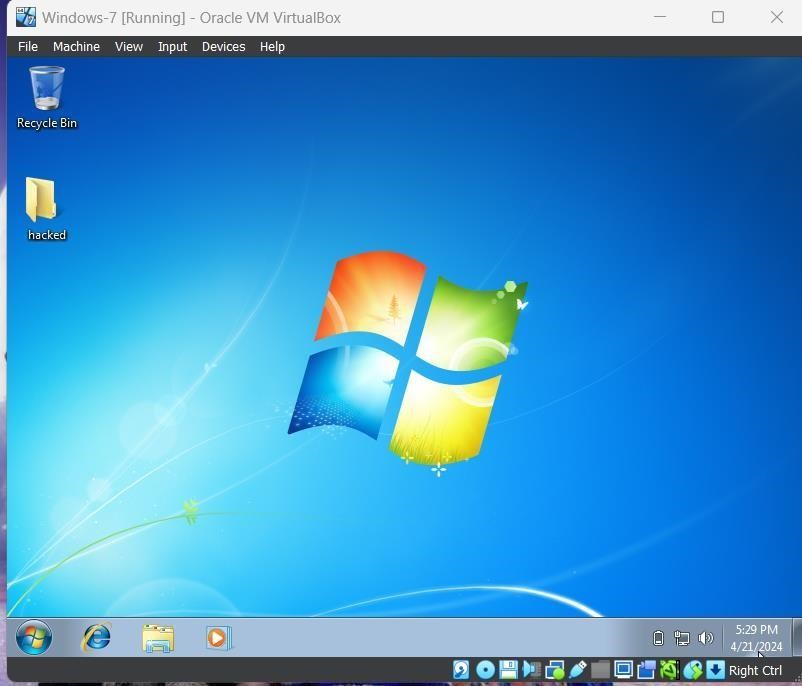 Windows-7 [Running] - Oracle VM VirtualBox
File Machine View Input Devices Help
Recycle Bin
hacked
5:29 PM
4/21/2024
Right Ctrl